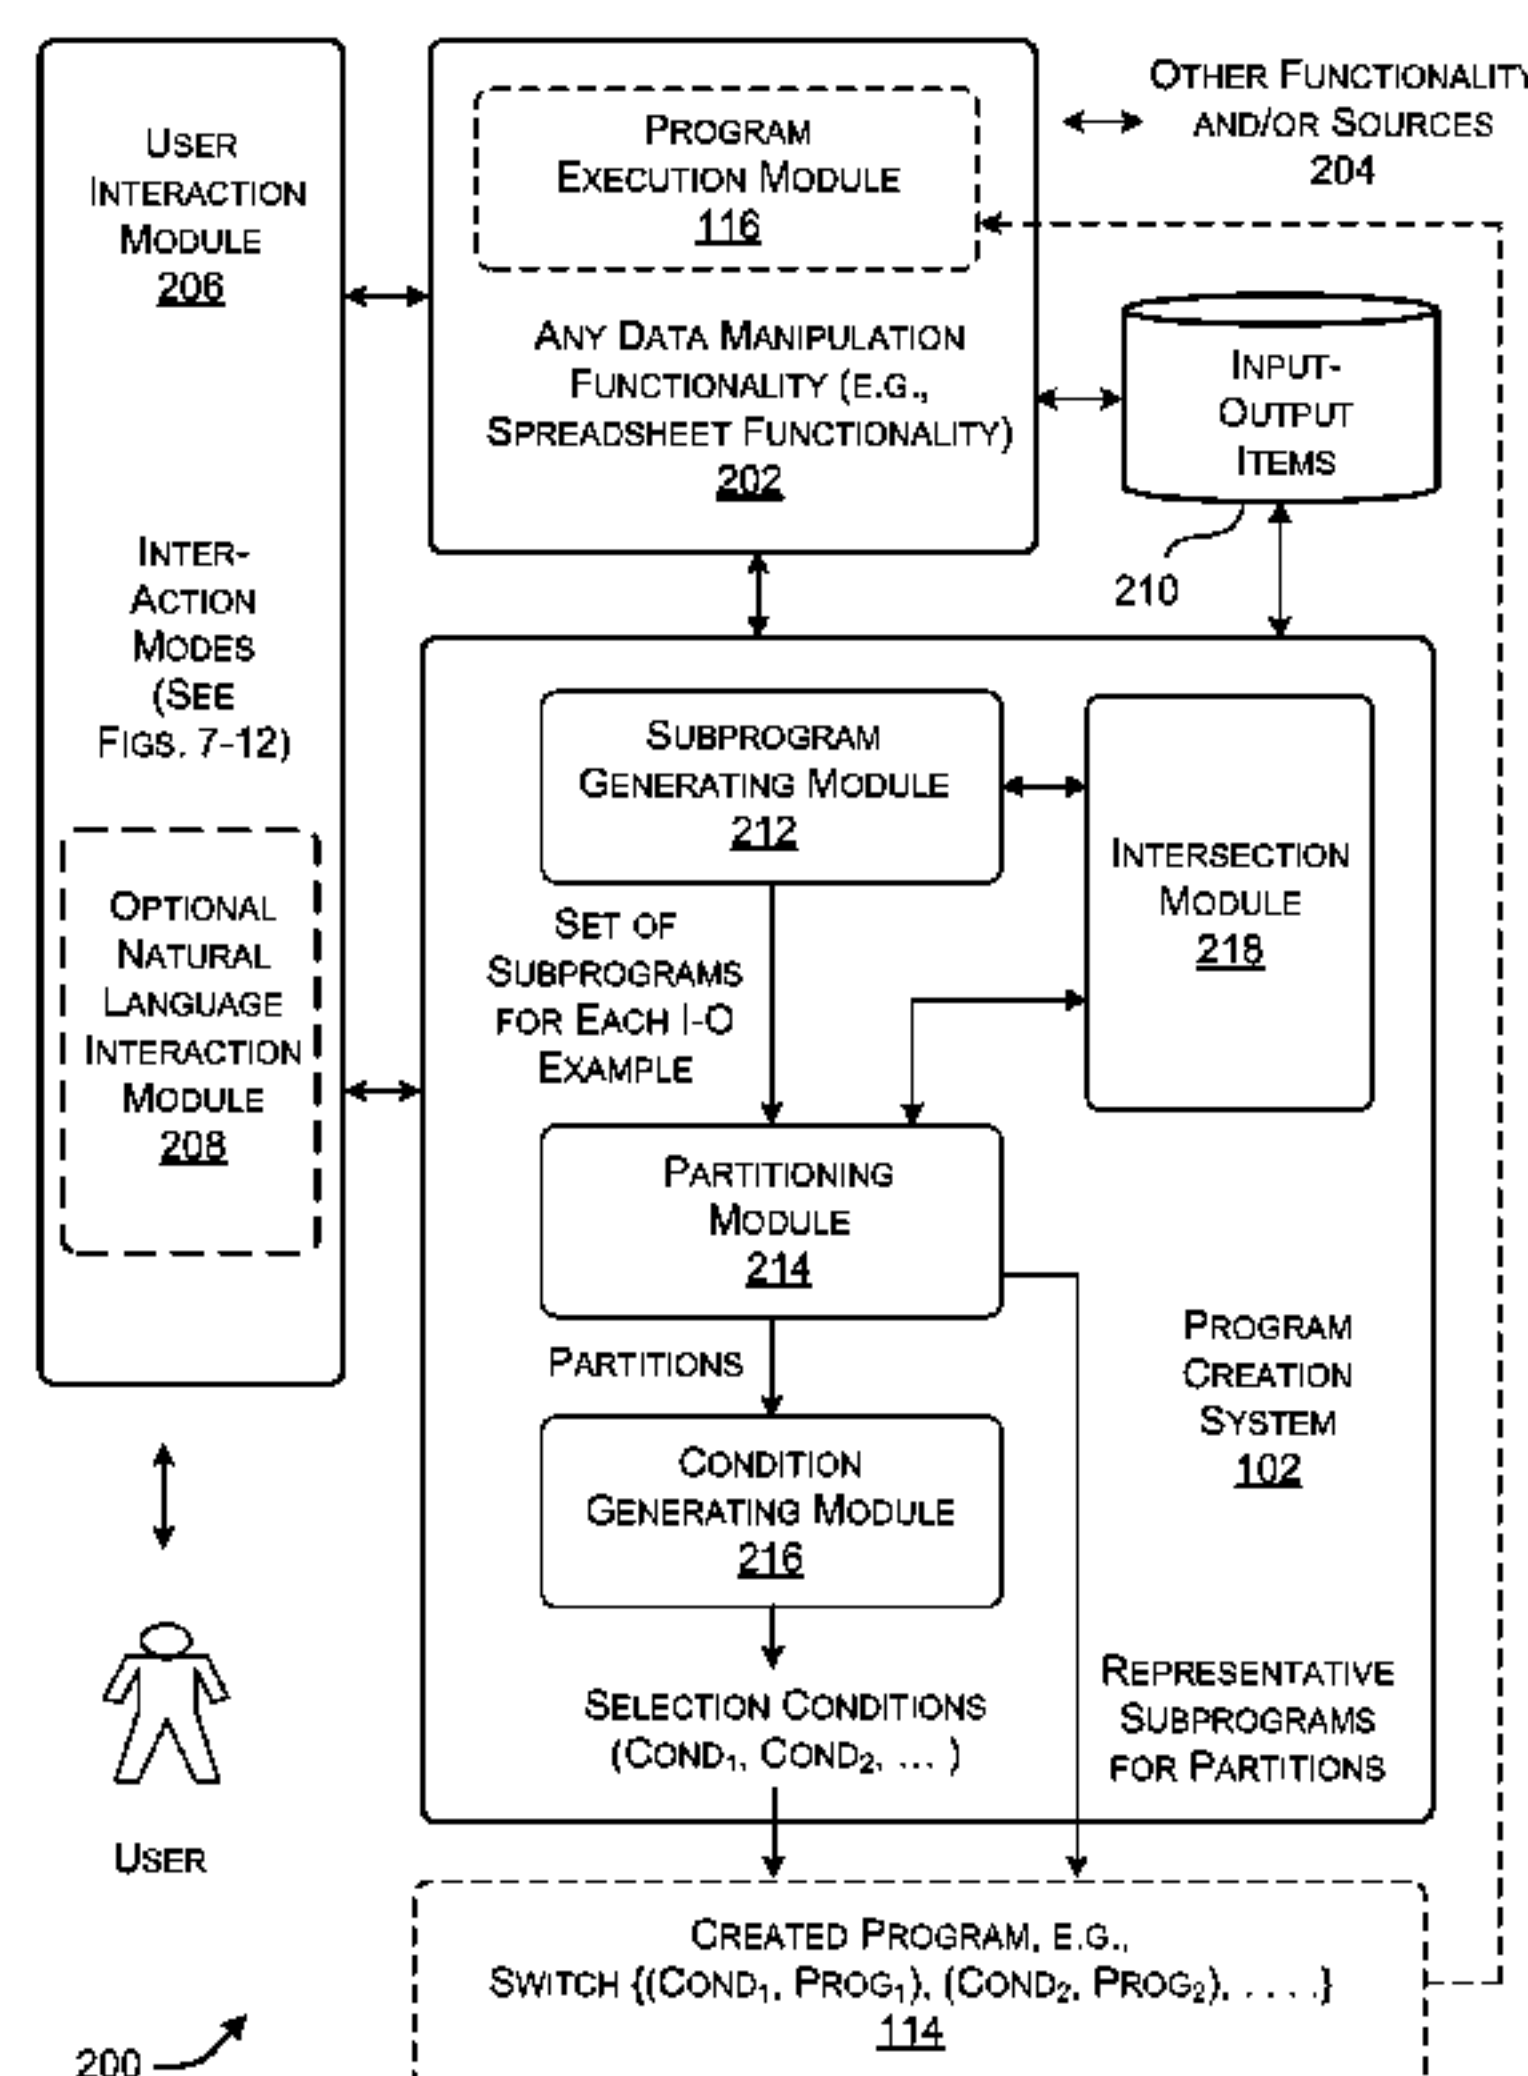 USER
INTERACTION
MODULE
206
INTER-
ACTION
MODES
(SEE
FIGS. 7-12)
OPTIONAL
NATURAL
LANGUAGE
INTERACTION
MODULE
208
USER
200
PROGRAM
EXECUTION MODULE
116
ANY DATA MANIPULATION
FUNCTIONALITY (E.G.,
SPREADSHEET FUNCTIONALITY)
202
OTHER FUNCTIONALITY
AND/OR SOURCES
204
INPUT-
OUTPUT
ITEMS
210
SUBPROGRAM
GENERATING MODULE
212
INTERSECTION
MODULE
218
SET OF
SUBPROGRAMS
FOR EACH I-O
EXAMPLE
PARTITIONING
MODULE
214
PARTITIONS
CONDITION
GENERATING MODULE
216
SELECTION CONDITIONS
(COND₁, COND₂, ... )
PROGRAM
CREATION
SYSTEM
102
REPRESENTATIVE
SUBPROGRAMS
FOR PARTITIONS
CREATED PROGRAM, E.G.,
SWITCH {(COND₁, PROG₁), (COND₂, PROG₂), . . . .}
114